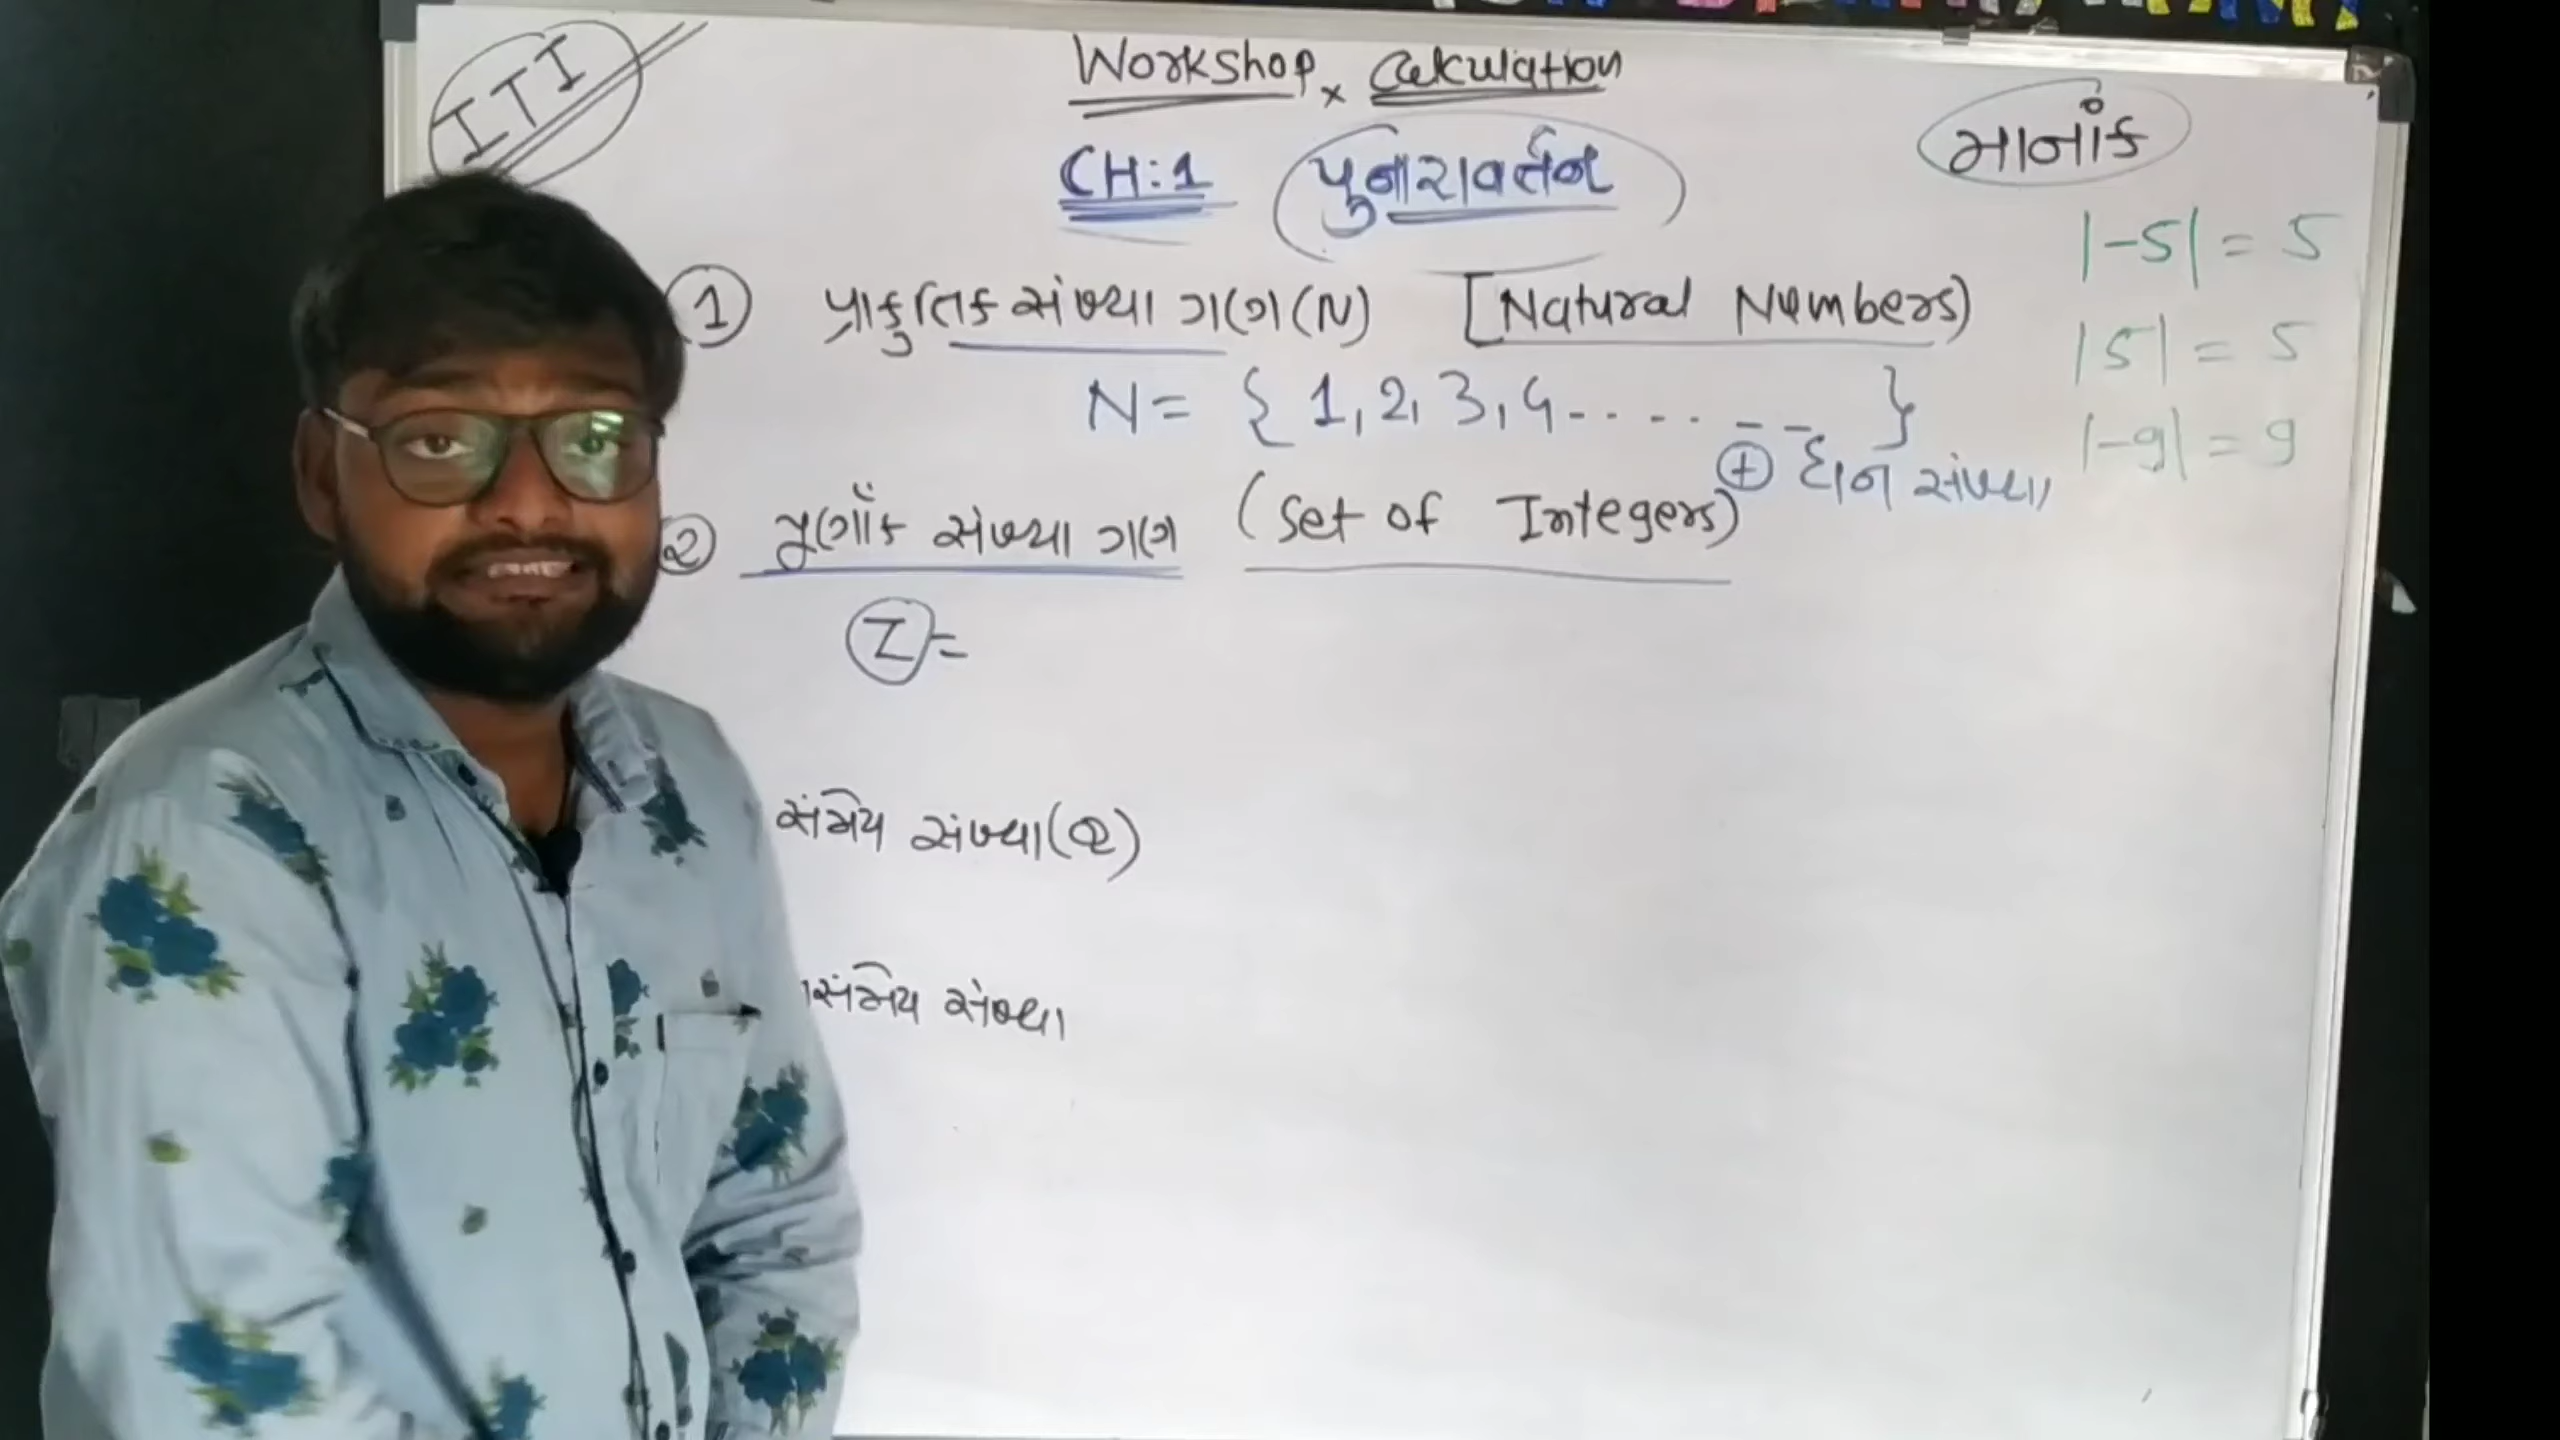 ITI
Workshop Calculation
CH:1 પુનરાવર્તન
માનાંક
|-5| = 5
|5| = 5
|-9| = 9
1 પ્રાકૃતિક સંખ્યા ગણ (N) [Natural Numbers)
N = { 1, 2, 3, 4 - - - - - - - }
+ ધન સંખ્યા
૨ પૂર્ણાંક સંખ્યા ગણ (Set of Integers)
Z =
સંમેય સંખ્યા (Q)
સંમેય સંખ્યા